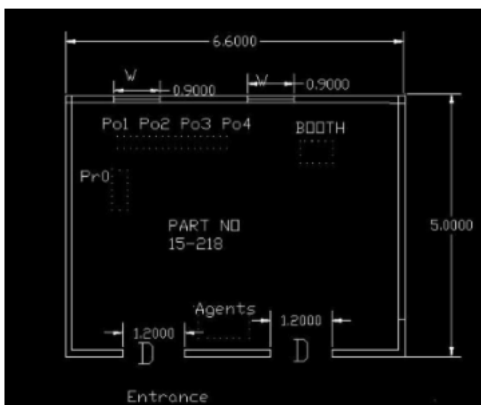 6.6000
W
0.9000
W
0.9000
Po1 Po2 Po3 Po4
BOOTH
Pr0
PART NO
15-218
5.0000
Agents
1.2000
1.2000
D
D
Entrance